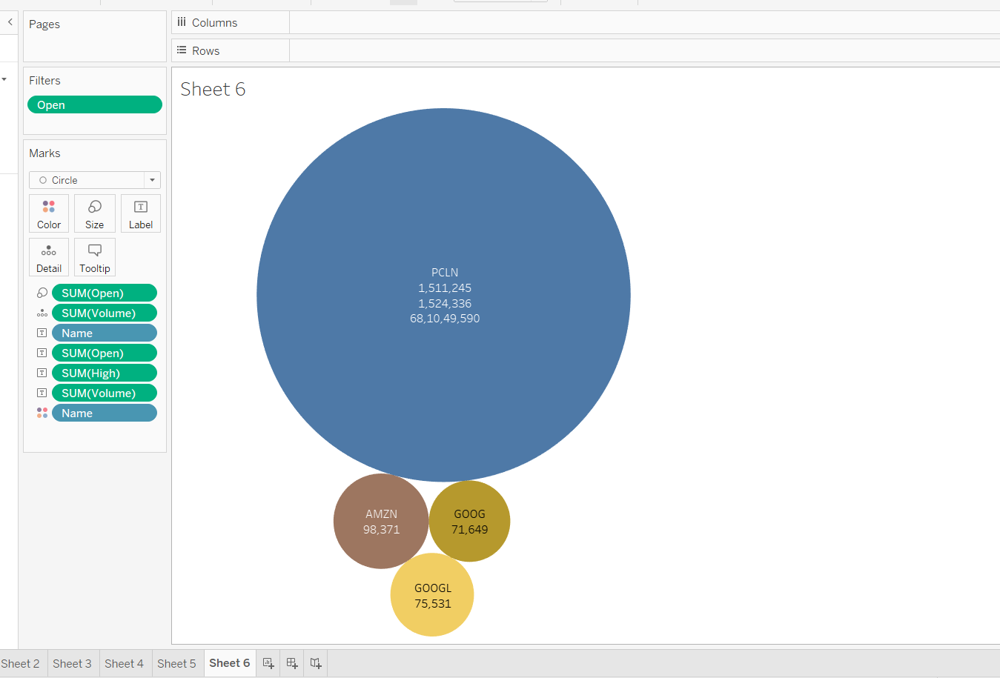 Pages
Columns
Rows
Filters
Open
Marks
Circle
Color
Size
Label
Detail
Tooltip
SUM(Open)
SUM(Volume)
Name
SUM(Open)
SUM(High)
SUM(Volume)
Name
Sheet 6
PCLN
1,511,245
1,524,336
68,10,49,590
AMZN
98,371
GOOG
71,649
GOOGL
75,531
Sheet 2
Sheet 3
Sheet 4
Sheet 5
Sheet 6